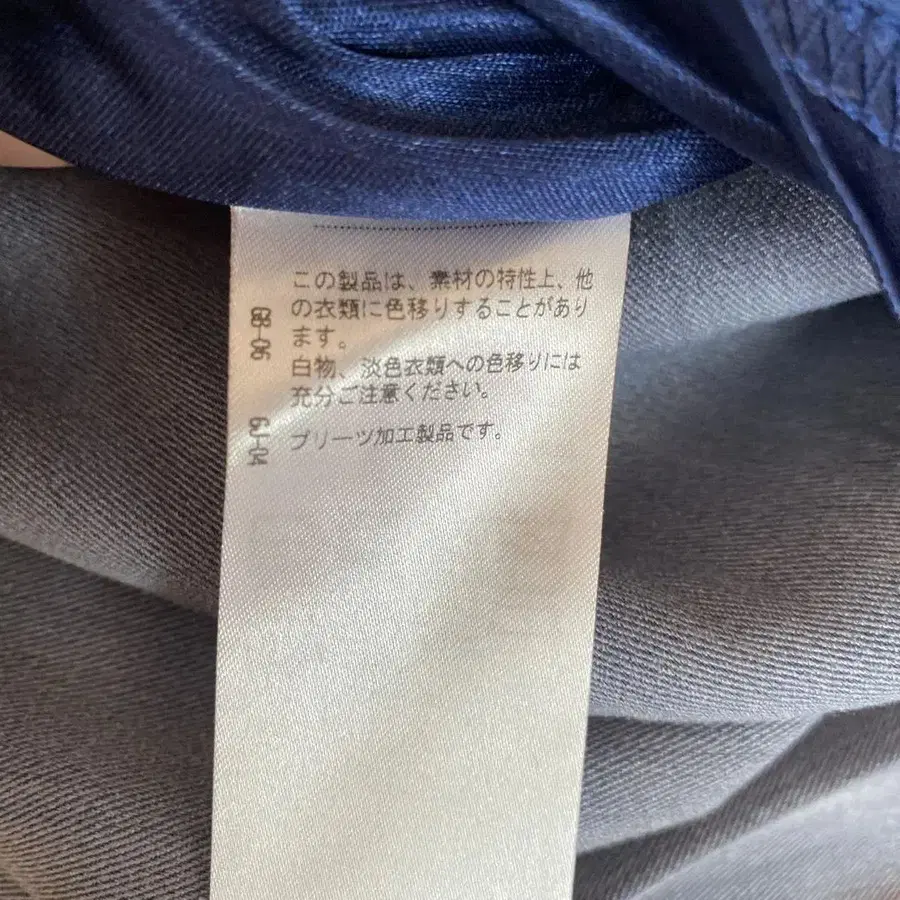 この製品は、素材の特性上、他
の衣類に色移りすることがあり
ます。
白物、淡色衣類への色移りには
充分ご注意ください。
プリーツ加工製品です。